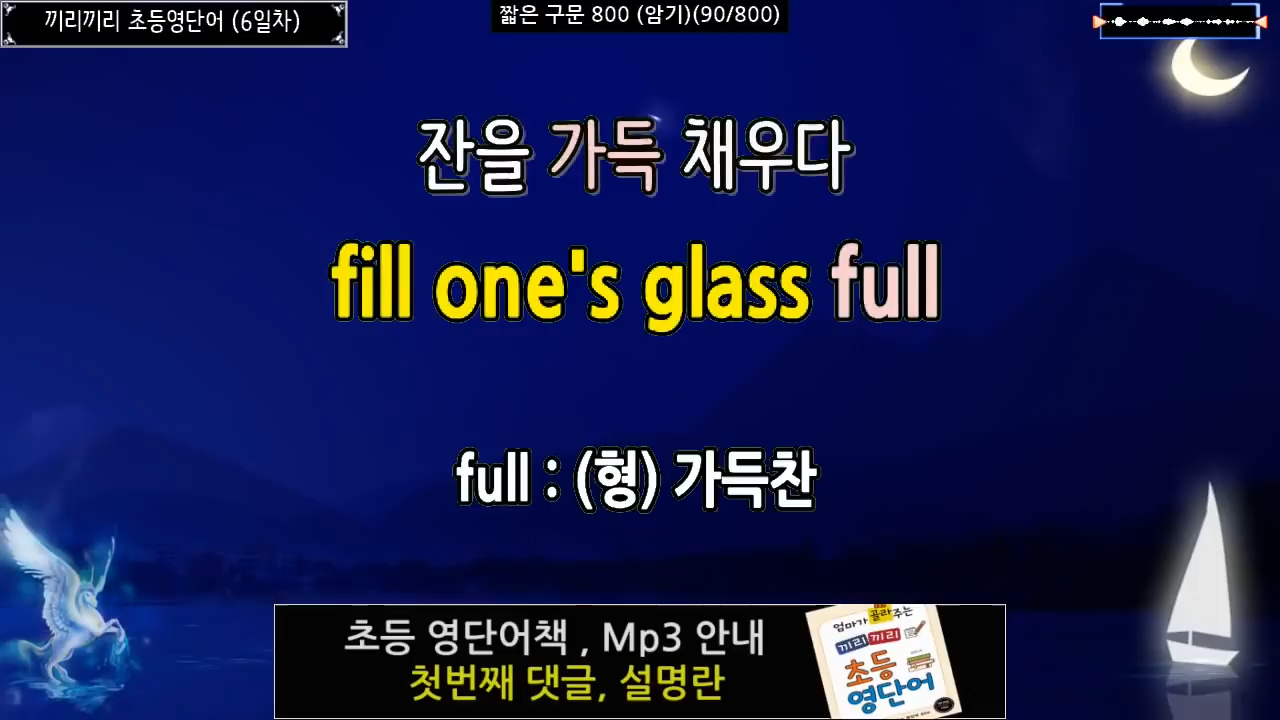 끼리끼리 초등영단어 (6일차)
짧은 구문 800 (암기)(90/800)
잔을 가득 채우다
fill one's glass full
full : (형) 가득찬
초등 영단어책 , Mp3 안내
첫번째 댓글, 설명란
엄마가 골라주는
끼리끼리
초등
영단어